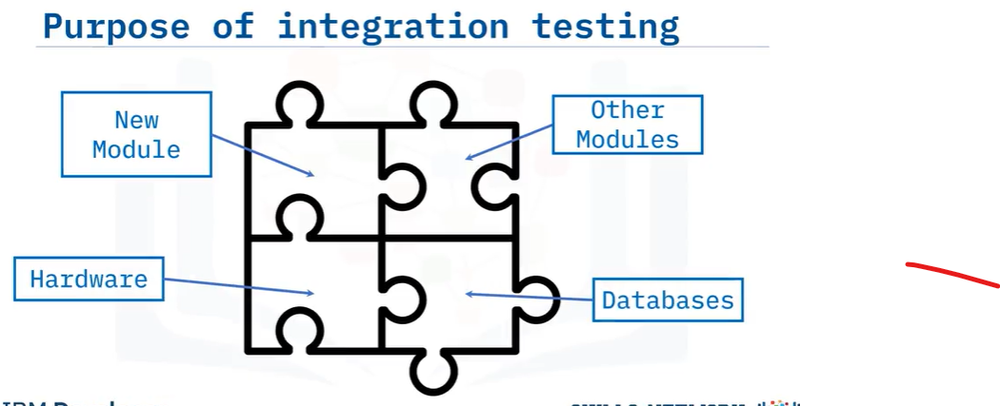 Purpose of integration testing
New
Module
Other
Modules
Hardware
Databases